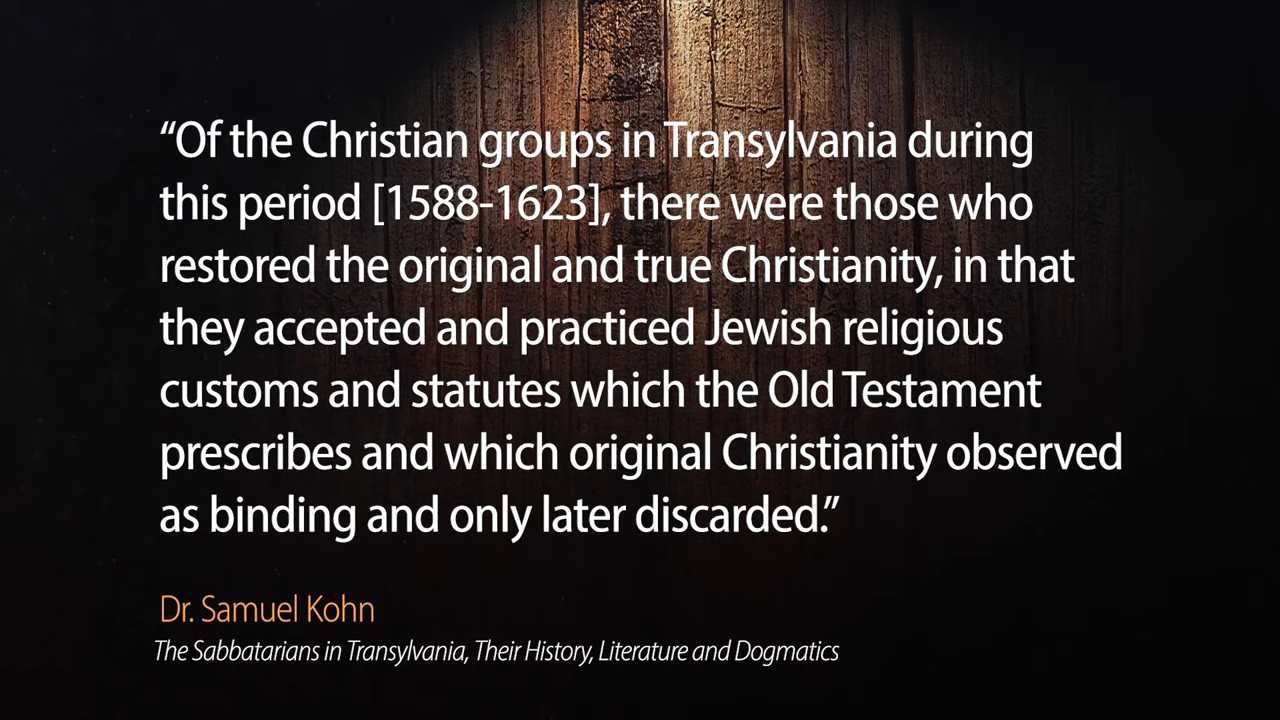 “Of the Christian groups in Transylvania during
this period [1588-1623], there were those who
restored the original and true Christianity, in that
they accepted and practiced Jewish religious
customs and statutes which the Old Testament
prescribes and which original Christianity observed
as binding and only later discarded.”
Dr. Samuel Kohn
The Sabbatarians in Transylvania, Their History, Literature and Dogmatics